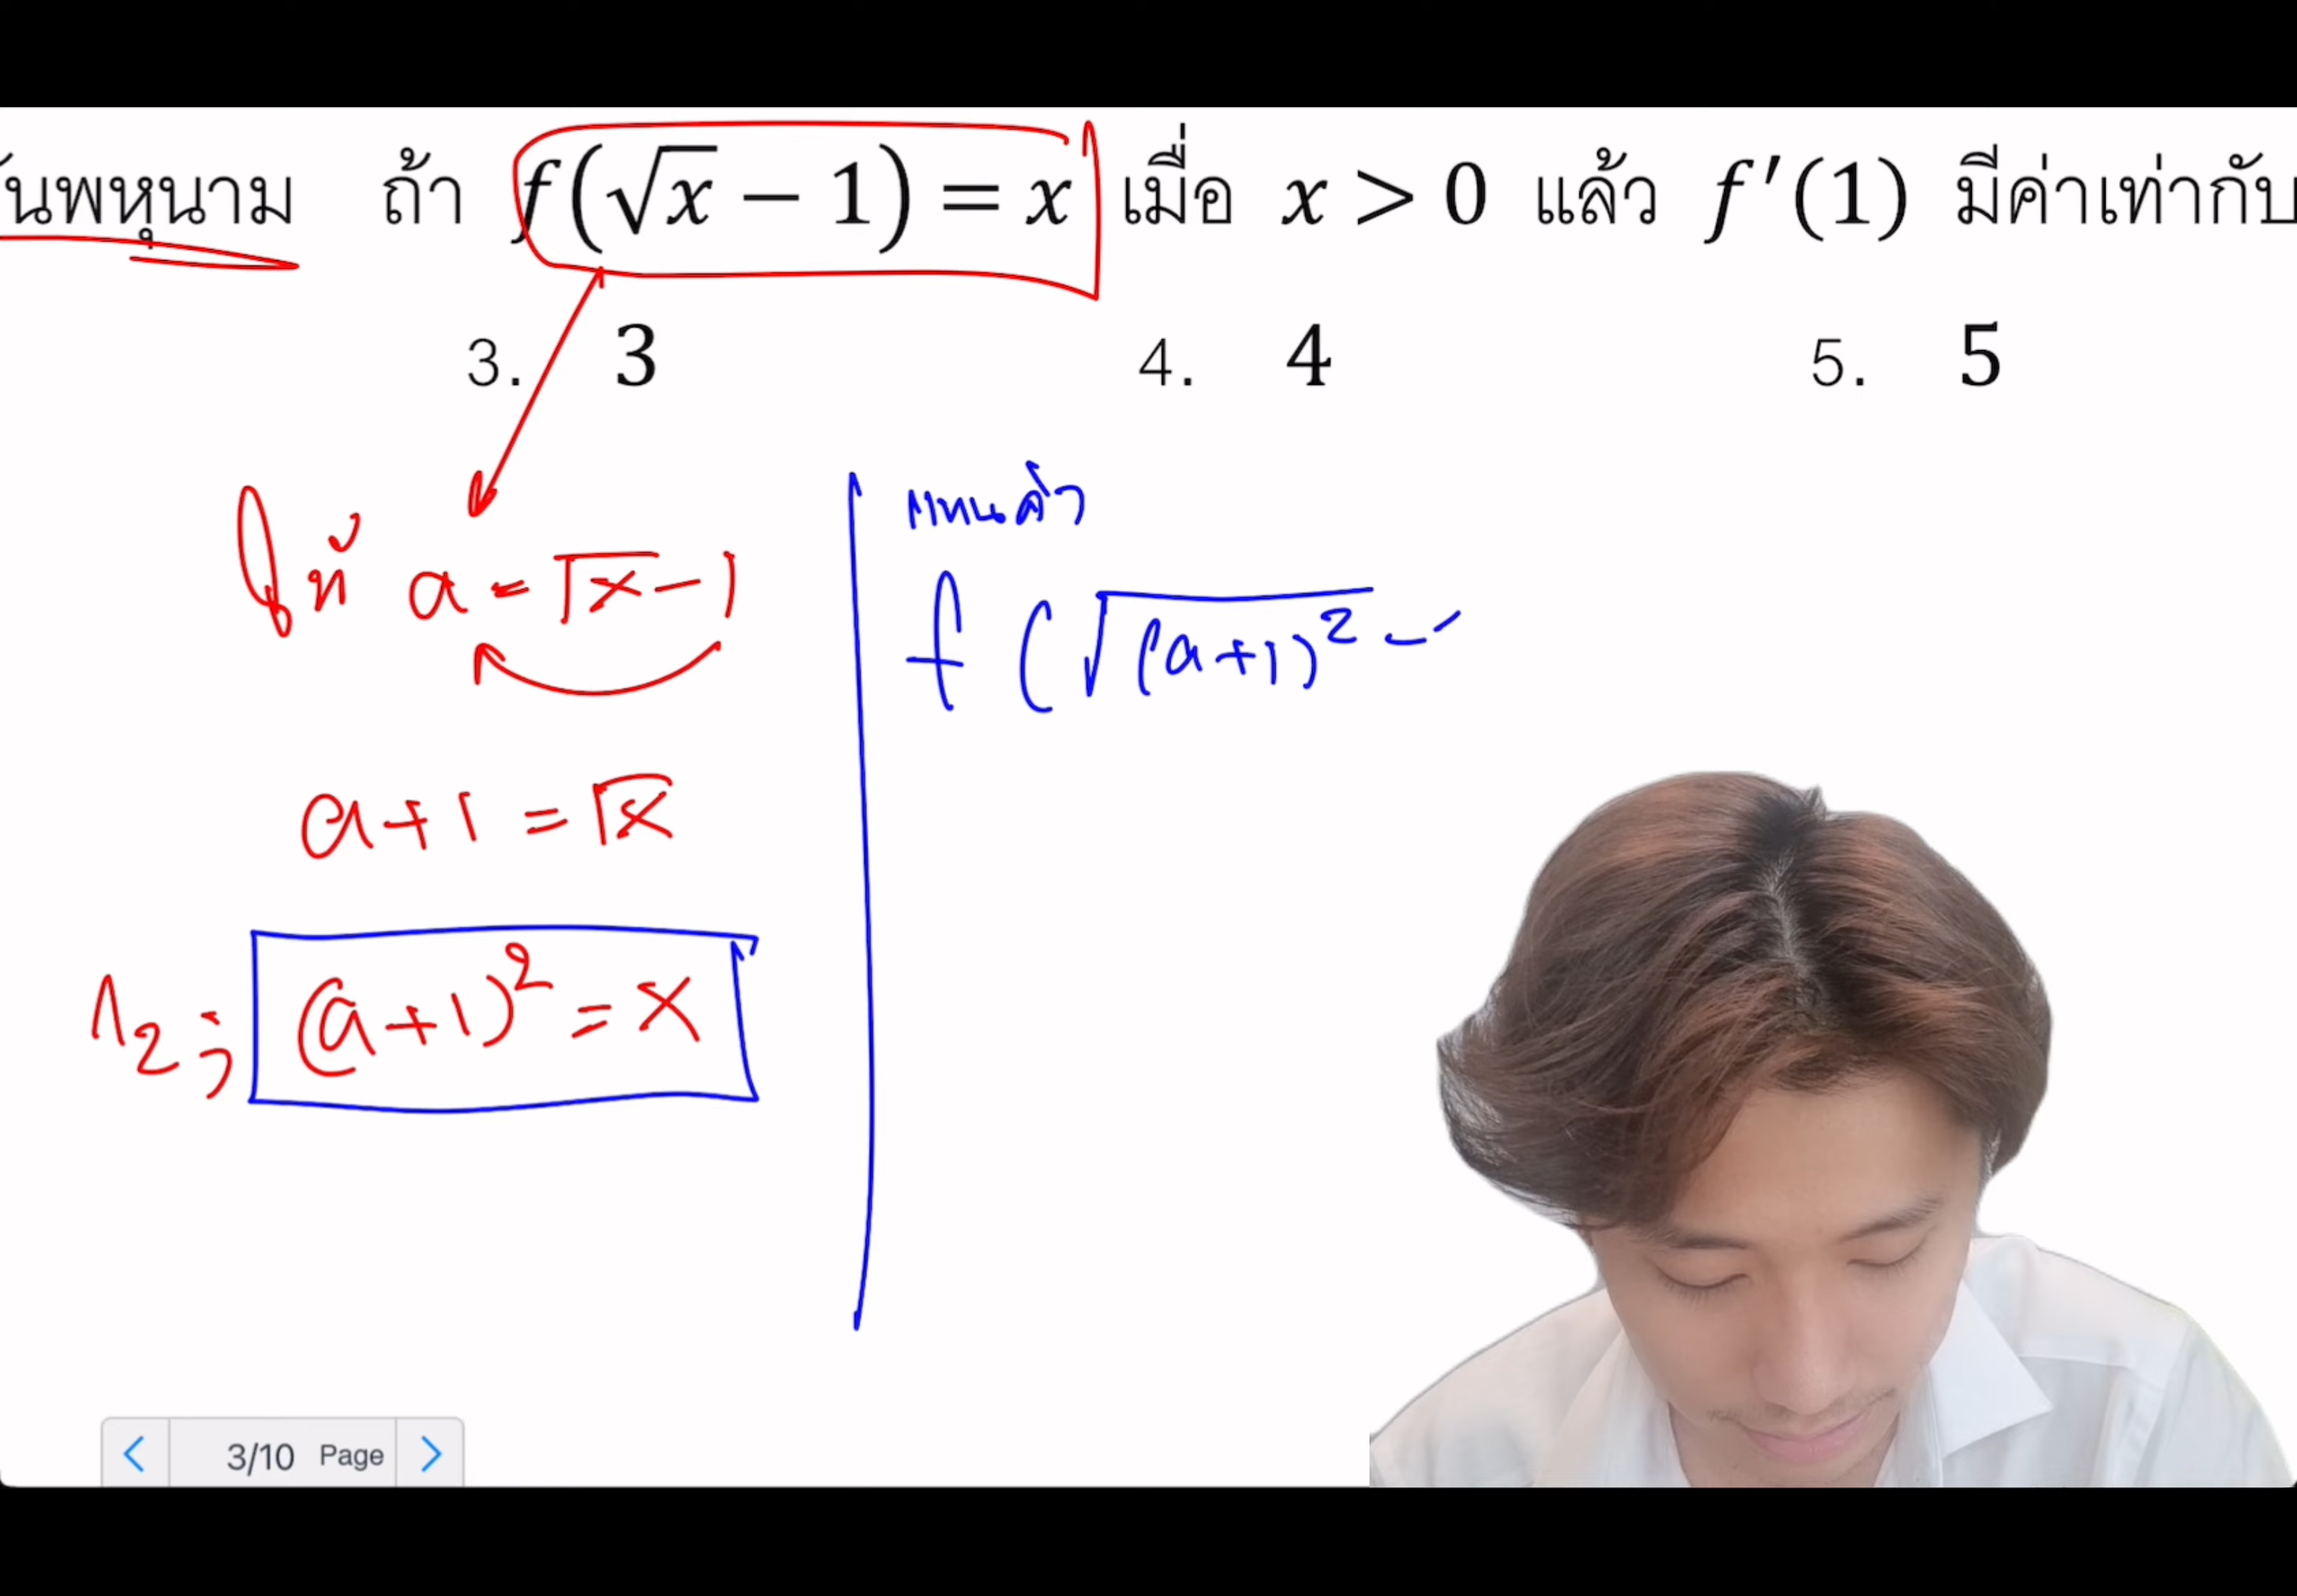 นพหุนาม ถ้า f(√x − 1) = x เมื่อ x > 0 แล้ว f′(1) มีค่าเท่ากับ
3. 3 4. 4 5. 5
ให้ a = √x − 1
a + 1 = √x
(a + 1)² = x
แทนค่า
f (√(a + 1)² −
3/10 Page